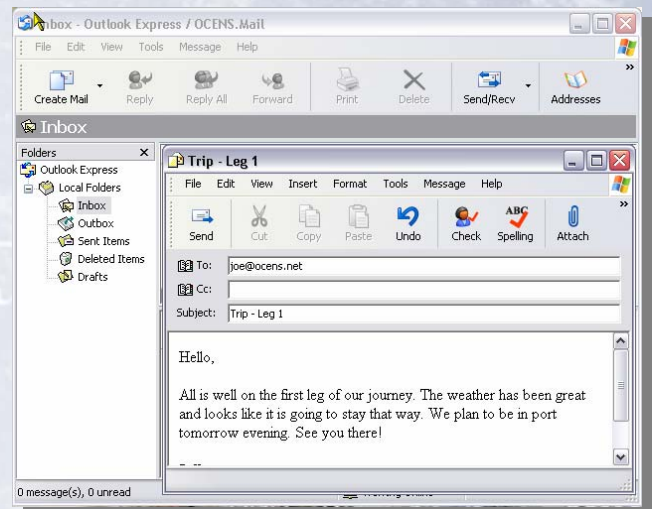 Inbox - Outlook Express / OCENS.Mail
File Edit View Tools Message Help
Create Mail Reply Reply All Forward Print Delete Send/Recv Addresses
Inbox
Folders
Outlook Express
Local Folders
Inbox
Outbox
Sent Items
Deleted Items
Drafts
Trip - Leg 1
File Edit View Insert Format Tools Message Help
Send Cut Copy Paste Undo Check ABC Spelling Attach
To: joe@ocens.net
Cc:
Subject: Trip - Leg 1
Hello,
All is well on the first leg of our journey. The weather has been great
and looks like it is going to stay that way. We plan to be in port
tomorrow evening. See you there!
0 message(s), 0 unread